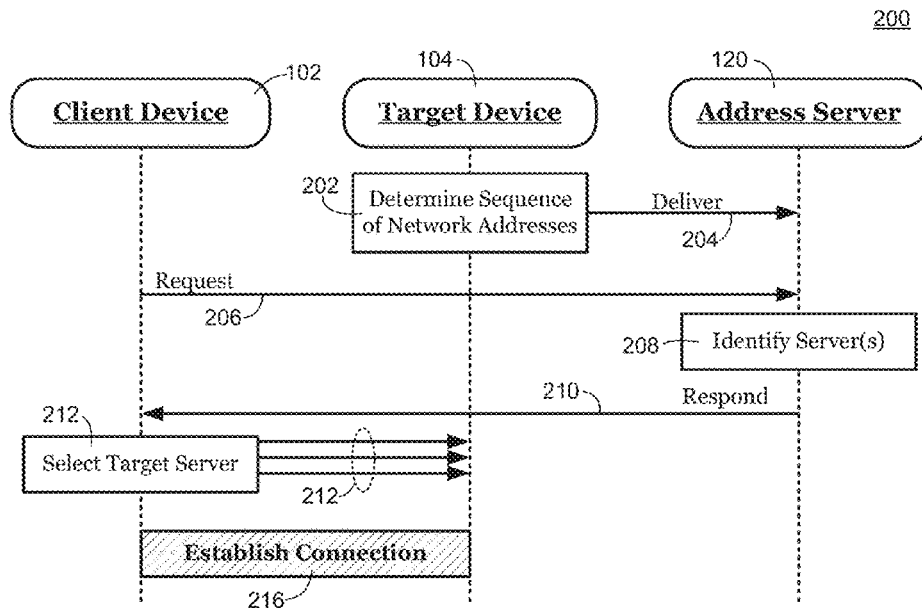 200
102
104
120
Client Device
Target Device
Address Server
202
Determine Sequence
of Network Addresses
Deliver
204
Request
206
208
Identify Server(s)
210
Respond
212
Select Target Server
212
Establish Connection
216